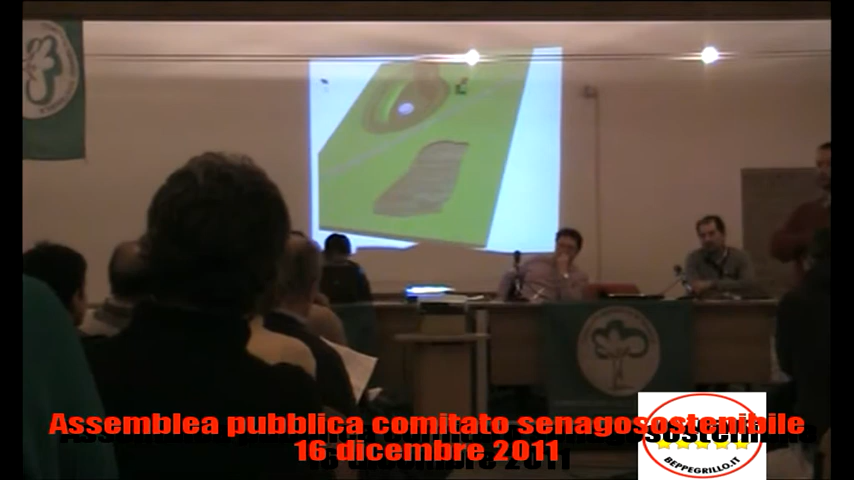 Assemblea pubblica comitato senagosostenibile
16 dicembre 2011
BEPPEGRILLO.IT